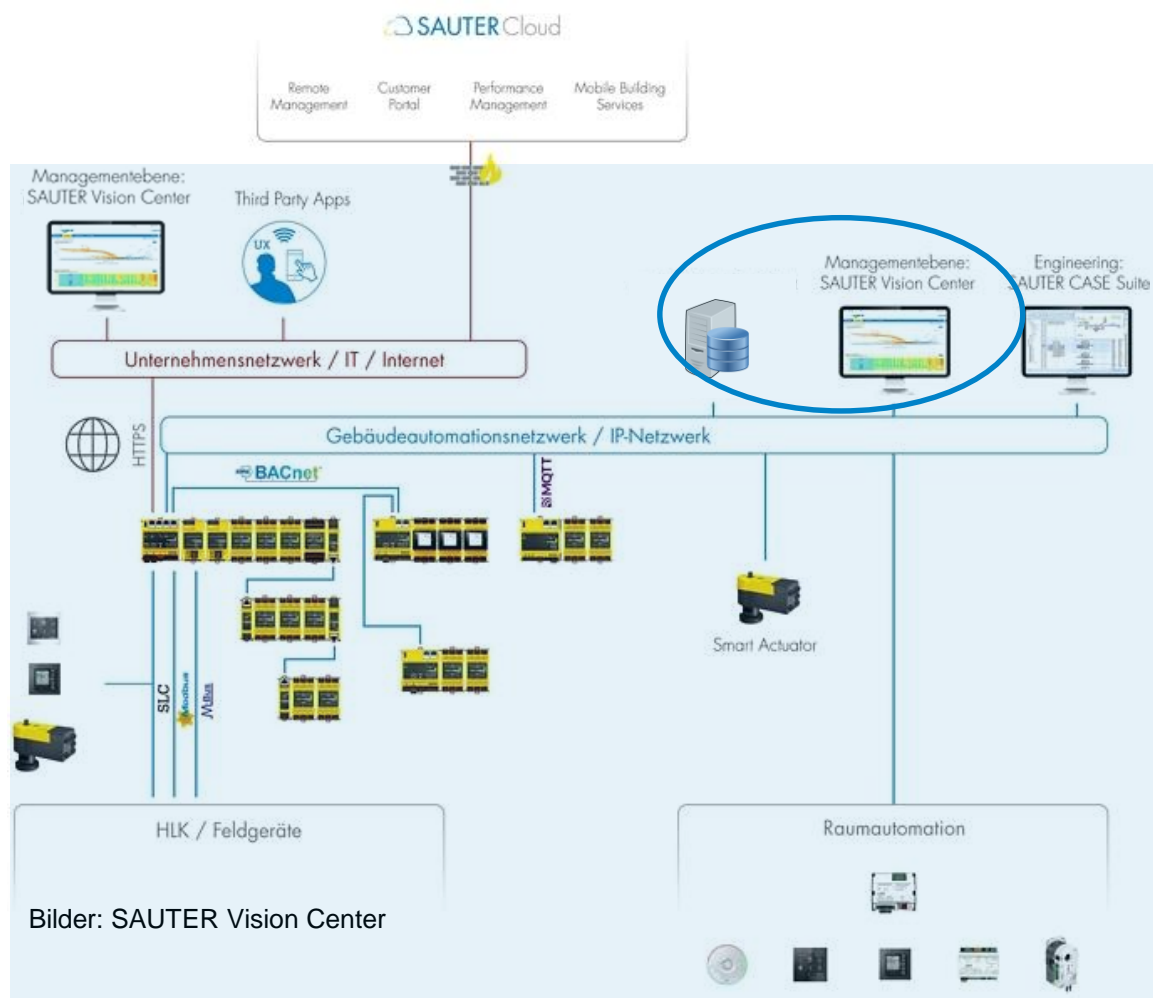 SAUTER Cloud
Remote
Management
Customer
Portal
Performance
Management
Mobile Building
Services
Managementebene:
SAUTER Vision Center
Third Party Apps
UX
Managementebene:
SAUTER Vision Center
Engineering:
SAUTER CASE Suite
Unternehmensnetzwerk / IT / Internet
HTTPS
Gebäudeautomationsnetzwerk / IP-Netzwerk
BACnet
MQTT
Smart Actuator
SLC
Modbus
HLK / Feldgeräte
Raumautomation
Bilder: SAUTER Vision Center